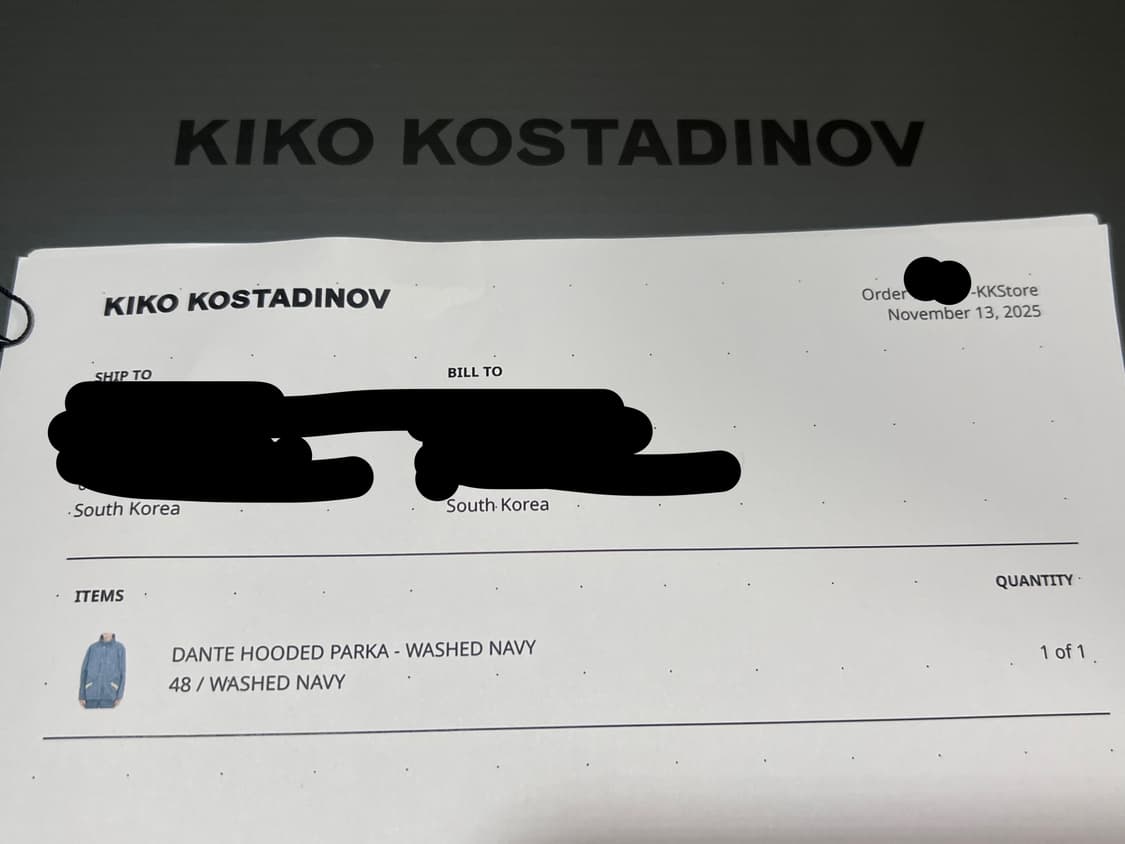 KIKO KOSTADINOV
KIKO KOSTADINOV
Order -KKStore
November 13, 2025
SHIP TO
BILL TO
South Korea
South Korea
ITEMS
QUANTITY
DANTE HOODED PARKA - WASHED NAVY
1 of 1
48 / WASHED NAVY